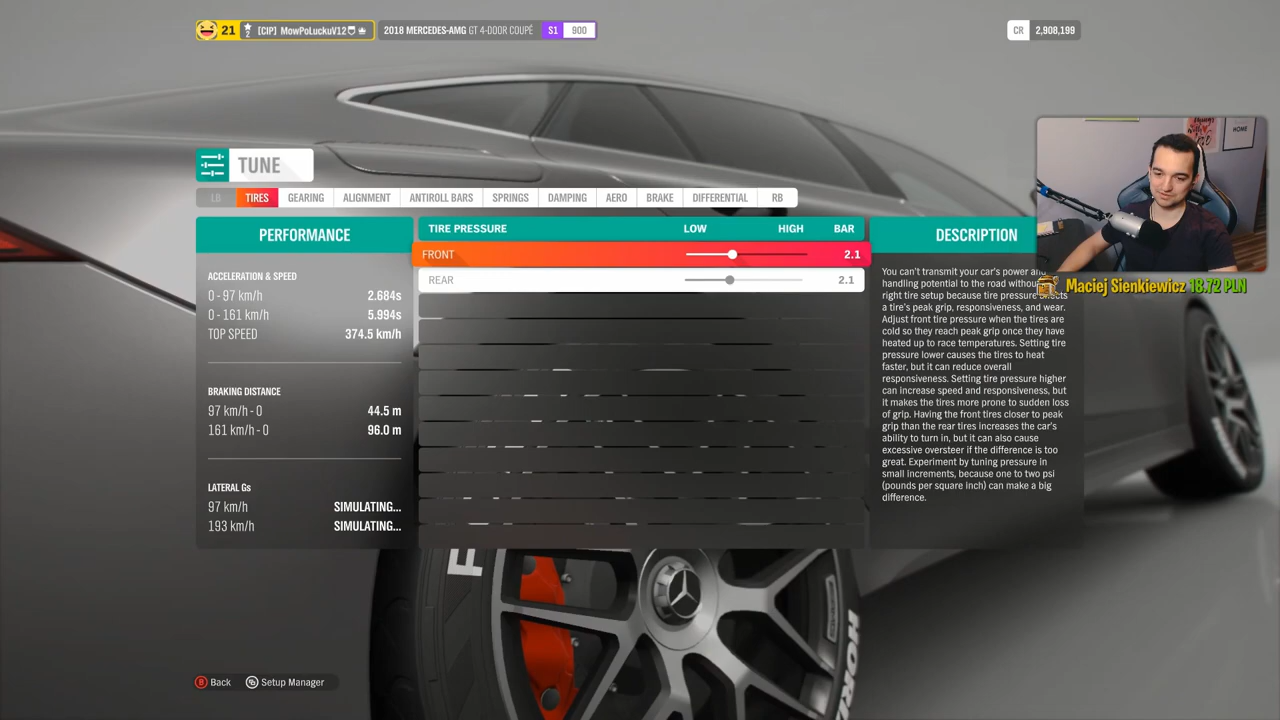 21 2 [CIP] MowPoLuckuV12 2018 MERCEDES-AMG GT 4-DOOR COUPÉ S1 900 CR 2,908,199
HOME
TUNE
LB TIRES GEARING ALIGNMENT ANTIROLL BARS SPRINGS DAMPING AERO BRAKE DIFFERENTIAL RB
PERFORMANCE
ACCELERATION & SPEED
0 - 97 km/h 2.684s
0 - 161 km/h 5.994s
TOP SPEED 374.5 km/h
BRAKING DISTANCE
97 km/h - 0 44.5 m
161 km/h - 0 96.0 m
LATERAL Gs
97 km/h SIMULATING...
193 km/h SIMULATING...
TIRE PRESSURE LOW HIGH BAR
FRONT 2.1
REAR 2.1
DESCRIPTION
You can't transmit your car's power and
handling potential to the road without
right tire setup because tire pressure
a tire's peak grip, responsiveness, and wear.
Adjust front tire pressure when the tires are
cold so they reach peak grip once they have
heated up to race temperatures. Setting tire
pressure lower causes the tires to heat
faster, but it can reduce overall
responsiveness. Setting tire pressure higher
can increase speed and responsiveness, but
it makes the tires more prone to sudden loss
of grip. Having the front tires closer to peak
grip than the rear tires increases the car's
ability to turn in, but it can also cause
excessive oversteer if the difference is too
great. Experiment by tuning pressure in
small increments, because one to two psi
(pounds per square inch) can make a big
difference.
Maciej Sienkiewicz 18.72 PLN
B Back Setup Manager